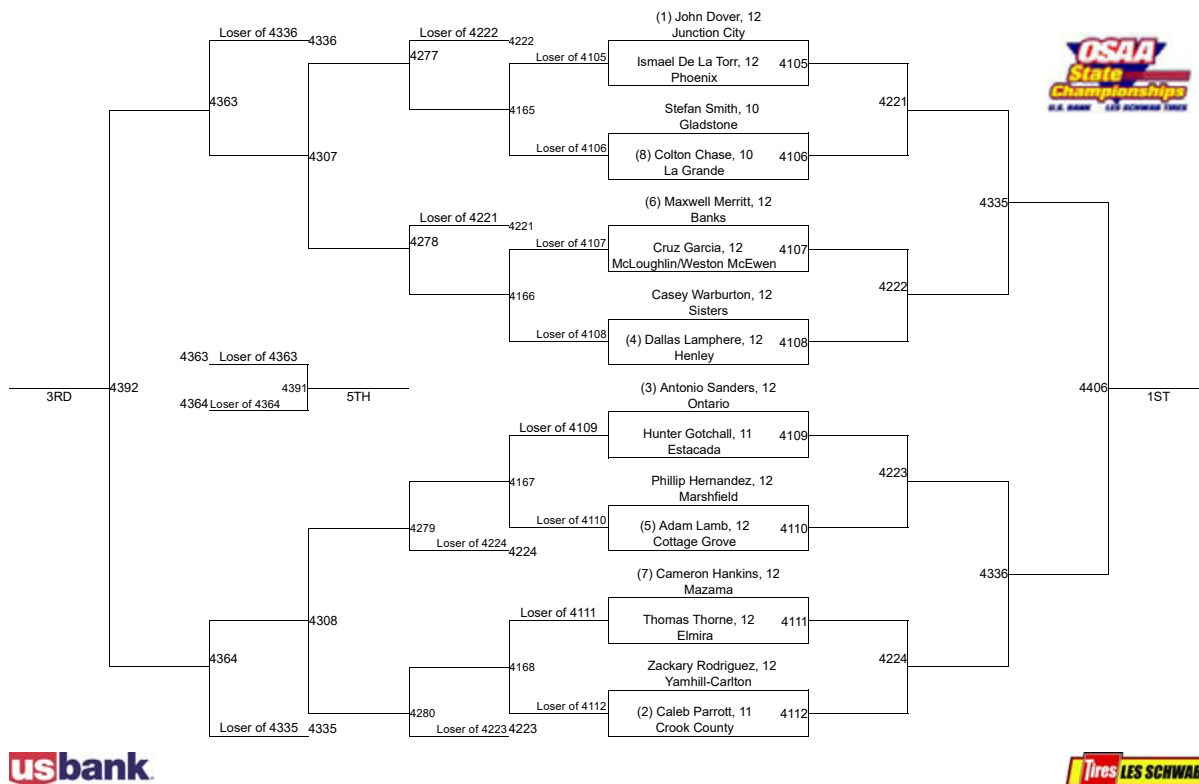 (1) John Dover, 12
Junction City
Loser of 4336
4336
Loser of 4222
4222
4277
Loser of 4105
Ismael De La Torr, 12
Phoenix
4105
OSAA
State
Championships
U.S. BANK LES SCHWAB TIRES
4363
4165
Stefan Smith, 10
Gladstone
4221
4307
Loser of 4106
(8) Colton Chase, 10
La Grande
4106
(6) Maxwell Merritt, 12
Banks
4335
Loser of 4221
4221
4278
Loser of 4107
Cruz Garcia, 12
McLoughlin/Weston McEwen
4107
4166
Casey Warburton, 12
Sisters
4222
Loser of 4108
(4) Dallas Lamphere, 12
Henley
4108
4363
Loser of 4363
3RD
4392
4391
5TH
(3) Antonio Sanders, 12
Ontario
4406
1ST
4364
Loser of 4364
Loser of 4109
Hunter Gotchall, 11
Estacada
4109
4167
Phillip Hernandez, 12
Marshfield
4223
4279
Loser of 4110
(5) Adam Lamb, 12
Cottage Grove
4110
Loser of 4224
4224
(7) Cameron Hankins, 12
Mazama
4336
4308
Loser of 4111
Thomas Thorne, 12
Elmira
4111
4364
4168
Zackary Rodriguez, 12
Yamhill-Carlton
4224
4280
Loser of 4112
(2) Caleb Parrott, 11
Crook County
4112
Loser of 4335
4335
Loser of 4223
4223
usbank.
Tires LES SCHWAB